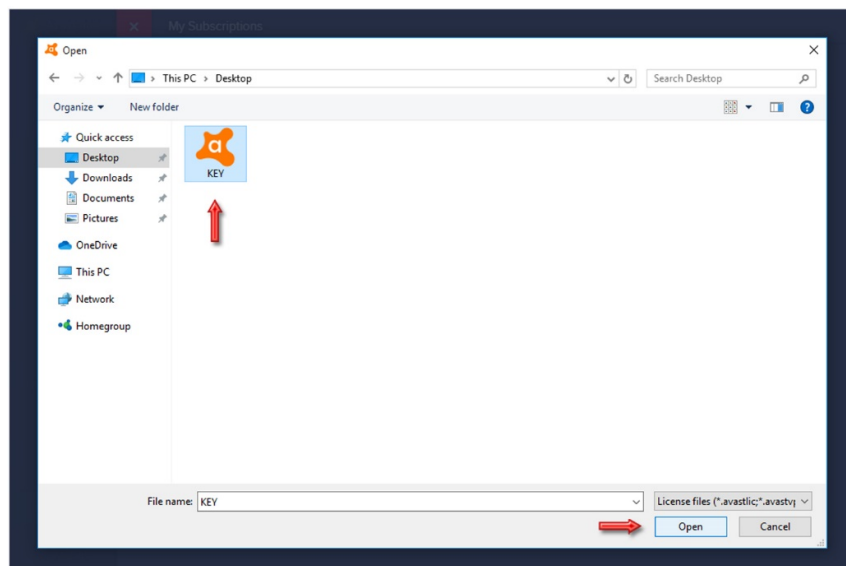 My Subscriptions
Open
This PC > Desktop
Search Desktop
Organize
New folder
Quick access
Desktop
Downloads
Documents
Pictures
OneDrive
This PC
Network
Homegroup
KEY
File name: KEY
License files (*.avastlic;*.avastvp
Open
Cancel